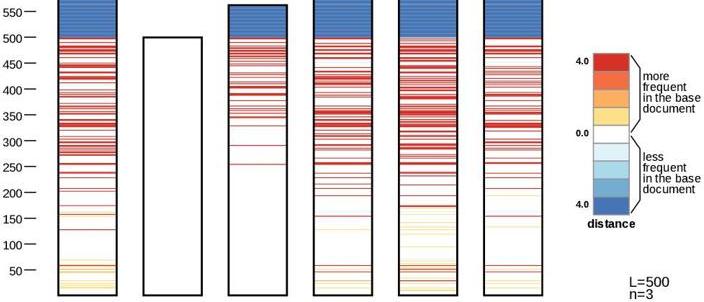 550
500
450
400
350
300
250
200
150
100
50
4.0
more
frequent
in the base
document
0.0
less
frequent
in the base
document
4.0
distance
L=500
n=3